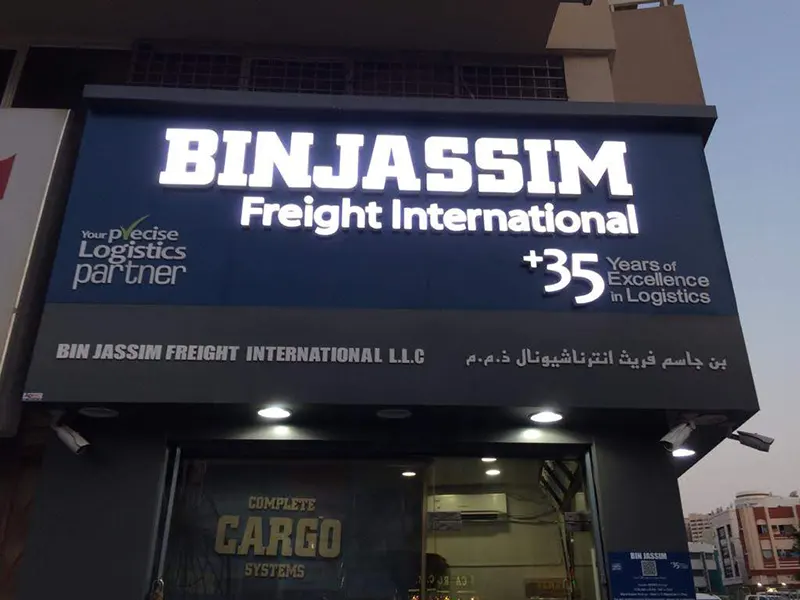 BINJASSIM
Freight International
Your precise
Logistics
partner
+35
Years of
Excellence
in Logistics
BIN JASSIM FREIGHT INTERNATIONAL L.L.C
بن جاسم فريث انترناشيونال ذ.م.م
COMPLETE
CARGO
SYSTEMS
BIN JASSIM
+35